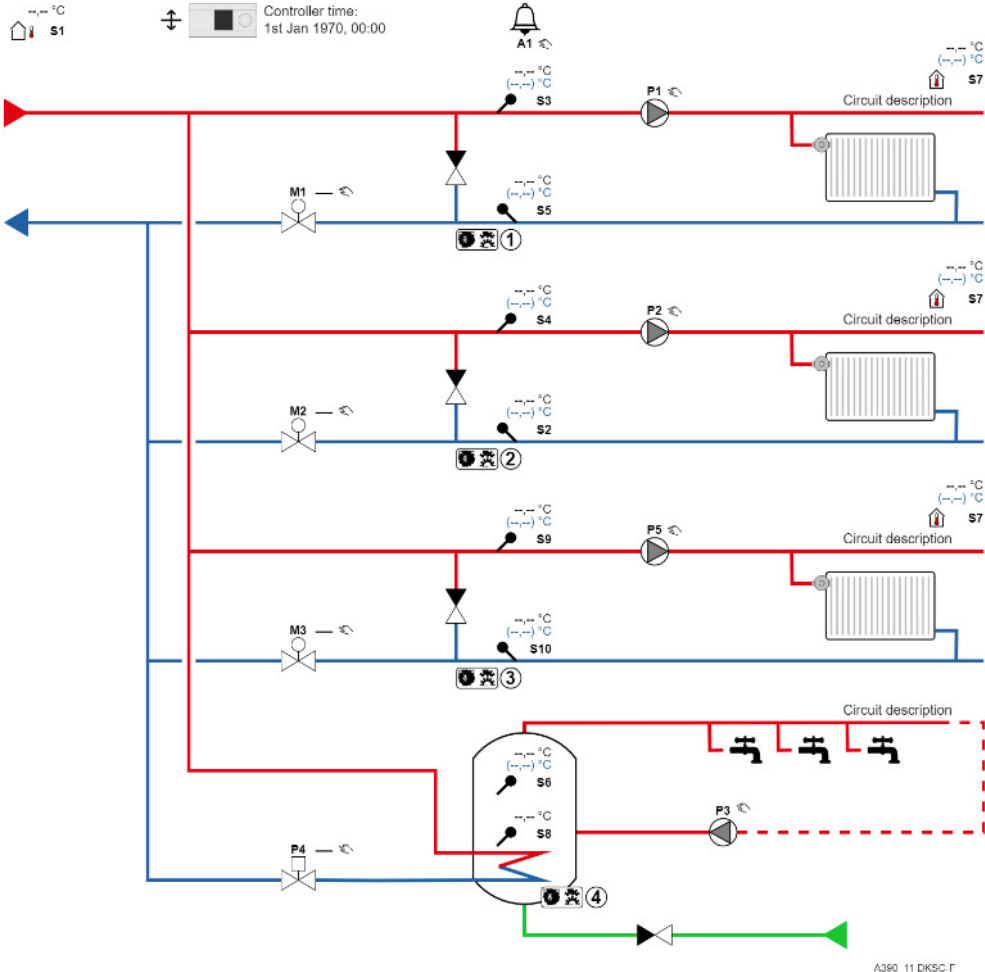 --,-- °C
S1
Controller time:
1st Jan 1970, 00:00
A1
--,-- °C
(--,--) °C
S3
P1
--,-- °C
(--,--) °C
S7
Circuit description
M1
--,-- °C
(--,--) °C
S5
1
--,-- °C
(--,--) °C
S4
P2
--,-- °C
(--,--) °C
S7
Circuit description
M2
--,-- °C
(--,--) °C
S2
2
--,-- °C
(--,--) °C
S9
P5
--,-- °C
(--,--) °C
S7
Circuit description
M3
--,-- °C
(--,--) °C
S10
3
Circuit description
--,-- °C
(--,--) °C
S6
--,-- °C
S8
P3
P4
4
A390_11 DKSC-F